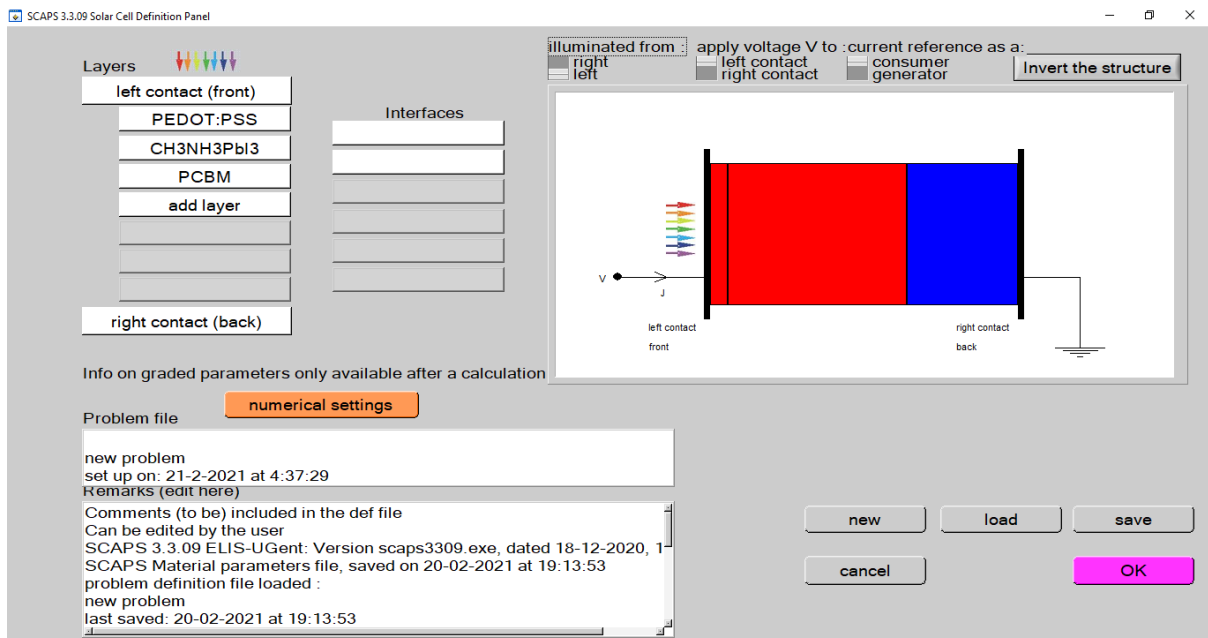 SCAPS 3.3.09 Solar Cell Definition Panel
illuminated from : apply voltage V to : current reference as a:
right left contact consumer
left right contact generator
Invert the structure
Layers
left contact (front)
PEDOT:PSS
CH3NH3PbI3
PCBM
add layer
right contact (back)
Interfaces
V
J
left contact
front
right contact
back
Info on graded parameters only available after a calculation
numerical settings
Problem file
new problem
set up on: 21-2-2021 at 4:37:29
Remarks (edit here)
Comments (to be) included in the def file
Can be edited by the user
SCAPS 3.3.09 ELIS-UGent: Version scaps3309.exe, dated 18-12-2020, 1
SCAPS Material parameters file, saved on 20-02-2021 at 19:13:53
problem definition file loaded :
new problem
last saved: 20-02-2021 at 19:13:53
new load save
cancel OK